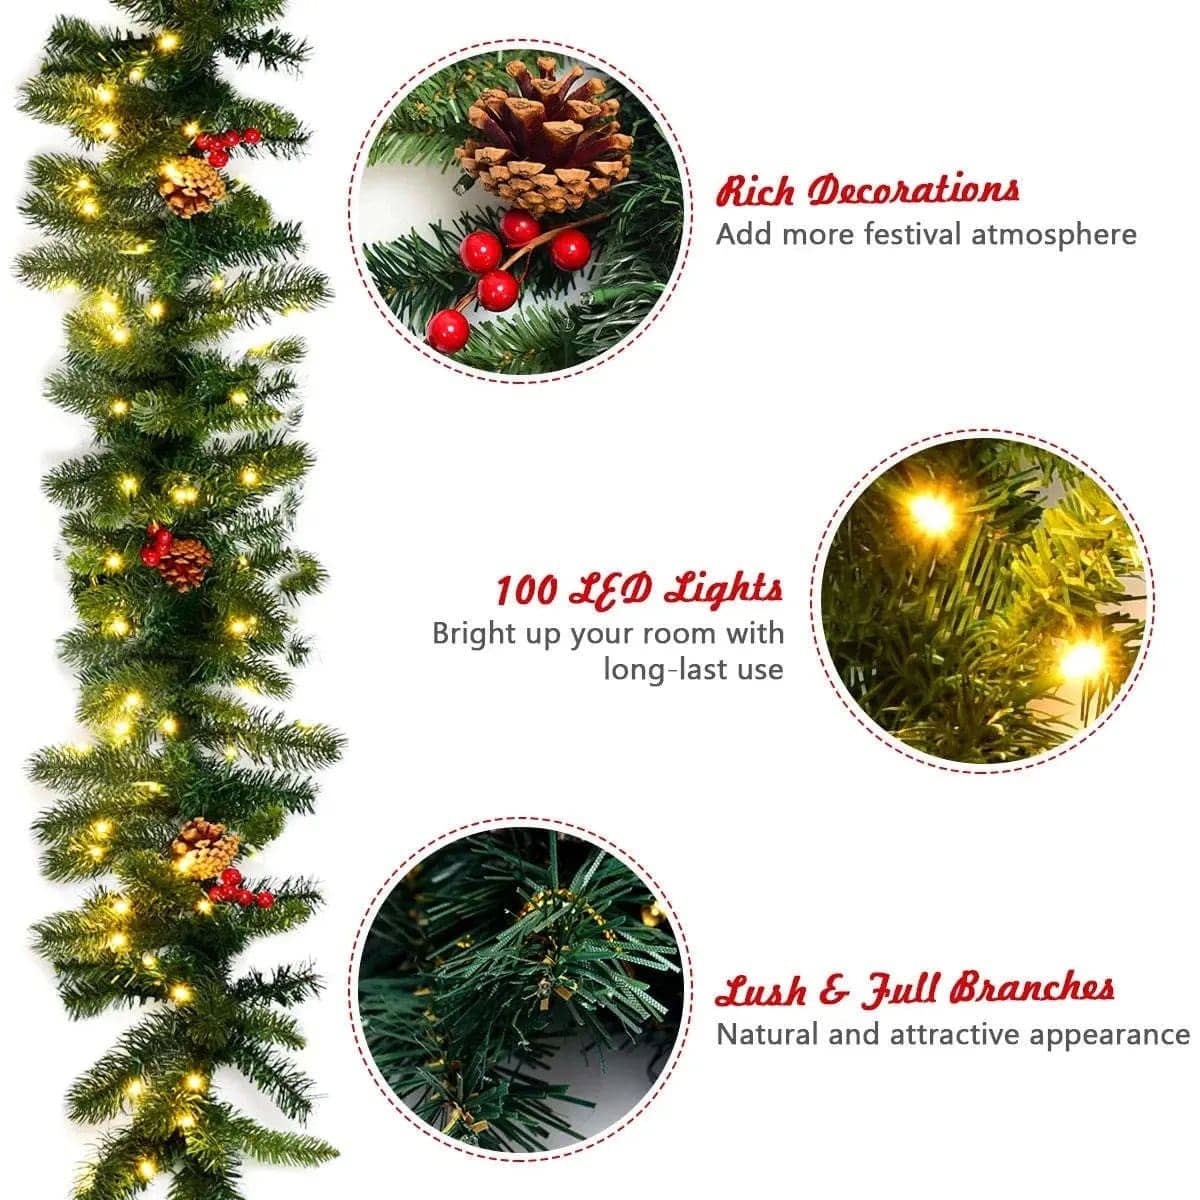 Rich Decorations
Add more festival atmosphere
100 LED Lights
Bright up your room with
long-last use
Lush & Full Branches
Natural and attractive appearance